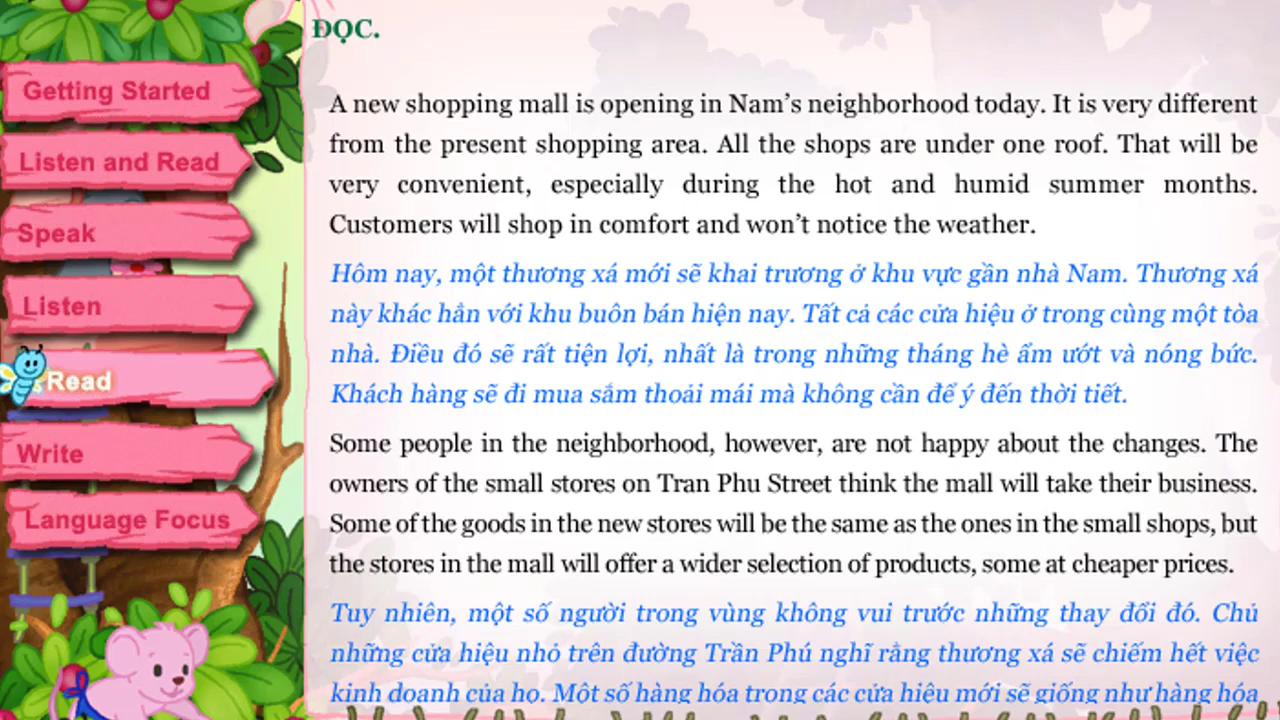 ĐỌC.
Getting Started
Listen and Read
Speak
Listen
Read
Write
Language Focus
A new shopping mall is opening in Nam's neighborhood today. It is very different
from the present shopping area. All the shops are under one roof. That will be
very convenient, especially during the hot and humid summer months.
Customers will shop in comfort and won't notice the weather.
Hôm nay, một thương xá mới sẽ khai trương ở khu vực gần nhà Nam. Thương xá
này khác hẳn với khu buôn bán hiện nay. Tất cả các cửa hiệu ở trong cùng một tòa
nhà. Điều đó sẽ rất tiện lợi, nhất là trong những tháng hè ẩm ướt và nóng bức.
Khách hàng sẽ đi mua sắm thoải mái mà không cần để ý đến thời tiết.
Some people in the neighborhood, however, are not happy about the changes. The
owners of the small stores on Tran Phu Street think the mall will take their business.
Some of the goods in the new stores will be the same as the ones in the small shops, but
the stores in the mall will offer a wider selection of products, some at cheaper prices.
Tuy nhiên, một số người trong vùng không vui trước những thay đổi đó. Chủ
những cửa hiệu nhỏ trên đường Trần Phú nghĩ rằng thương xá sẽ chiếm hết việc
kinh doanh của họ. Một số hàng hóa trong các cửa hiệu mới sẽ giống như hàng hóa